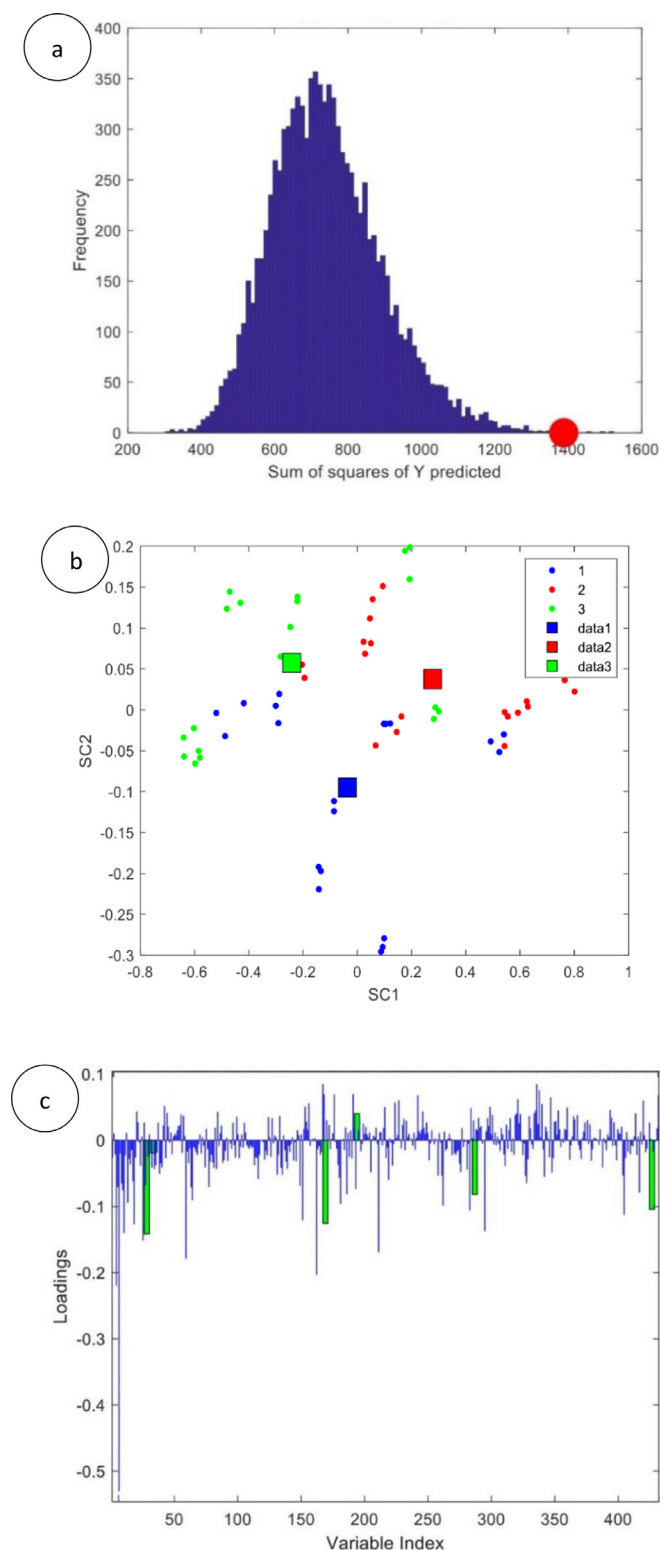 a
400
350
300
250
200
150
100
50
0
Frequency
200 400 600 800 1000 1200 1400 1600
Sum of squares of Y predicted
b
0.2
0.15
0.1
0.05
0
-0.05
-0.1
-0.15
-0.2
-0.25
-0.3
SC2
1
2
3
data1
data2
data3
-0.8 -0.6 -0.4 -0.2 0 0.2 0.4 0.6 0.8 1
SC1
c
0.1
0
-0.1
-0.2
-0.3
-0.4
-0.5
Loadings
50 100 150 200 250 300 350 400
Variable Index